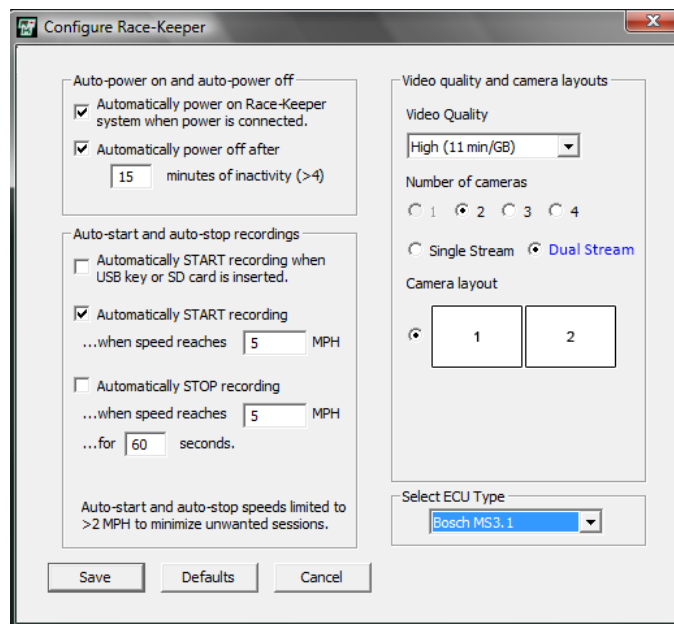 Configure Race-Keeper
Auto-power on and auto-power off
Automatically power on Race-Keeper
system when power is connected.
Automatically power off after
15 minutes of inactivity (>4)
Auto-start and auto-stop recordings
Automatically START recording when
USB key or SD card is inserted.
Automatically START recording
...when speed reaches 5 MPH
Automatically STOP recording
...when speed reaches 5 MPH
...for 60 seconds.
Auto-start and auto-stop speeds limited to
>2 MPH to minimize unwanted sessions.
Video quality and camera layouts
Video Quality
High (11 min/GB)
Number of cameras
1 2 3 4
Single Stream Dual Stream
Camera layout
1 2
Select ECU Type
Bosch MS3.1
Save Defaults Cancel